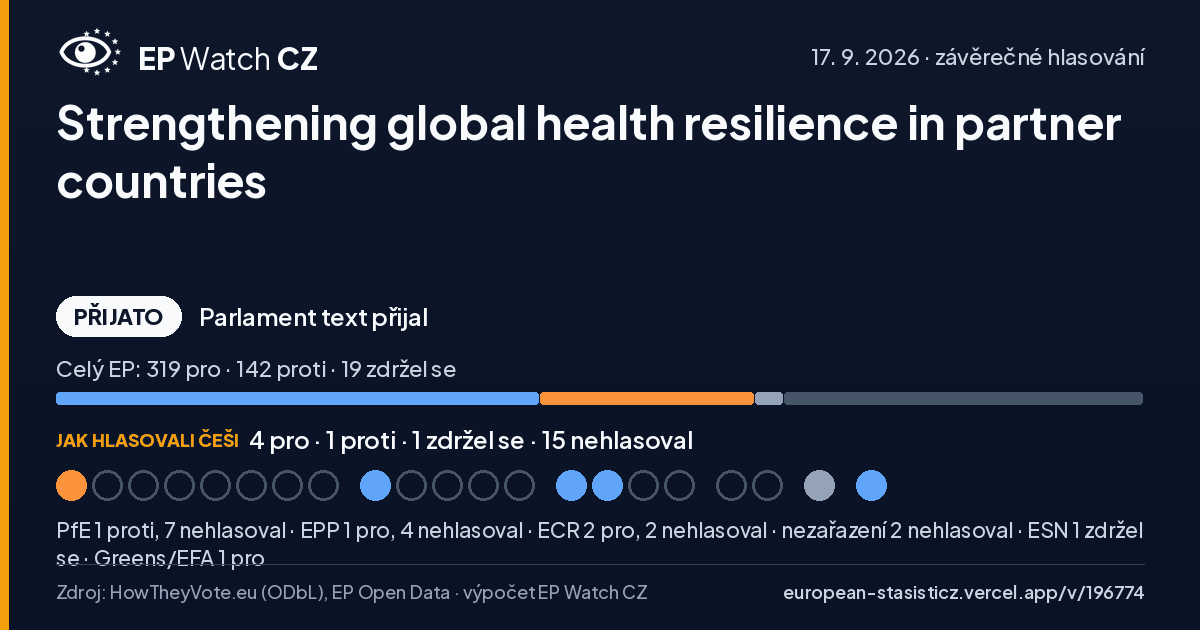 EP Watch CZ
17. 9. 2026 · závěrečné hlasování
Strengthening global health resilience in partner
countries
PŘIJATO Parlament text přijal
Celý EP: 319 pro · 142 proti · 19 zdržel se
JAK HLASOVALI ČEŠI 4 pro · 1 proti · 1 zdržel se · 15 nehlasoval
PfE 1 proti, 7 nehlasoval · EPP 1 pro, 4 nehlasoval · ECR 2 pro, 2 nehlasoval · nezařazení 2 nehlasoval · ESN 1 zdržel
se · Greens/EFA 1 pro
Zdroj: HowTheyVote.eu (ODbL), EP Open Data · výpočet EP Watch CZ
european-stasisticz.vercel.app/v/196774